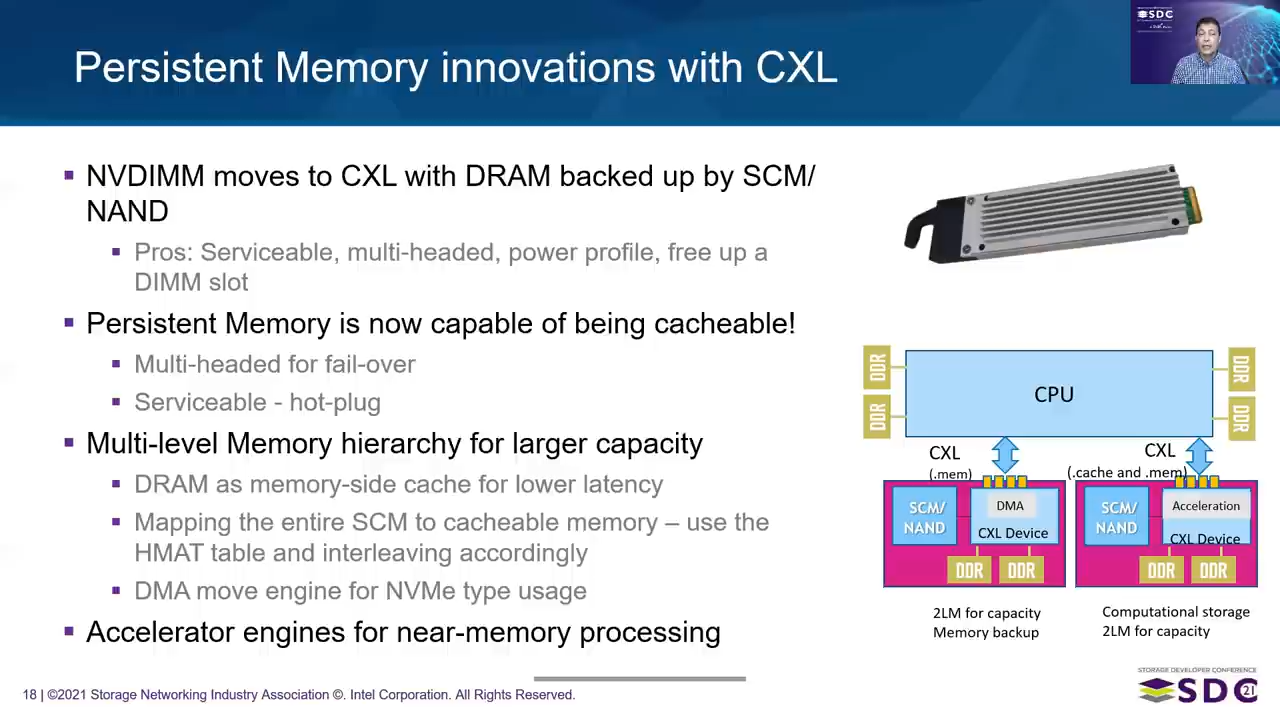 Persistent Memory innovations with CXL
SDC
NVDIMM moves to CXL with DRAM backed up by SCM/
NAND
Pros: Serviceable, multi-headed, power profile, free up a
DIMM slot
Persistent Memory is now capable of being cacheable!
Multi-headed for fail-over
Serviceable - hot-plug
Multi-level Memory hierarchy for larger capacity
DRAM as memory-side cache for lower latency
Mapping the entire SCM to cacheable memory – use the
HMAT table and interleaving accordingly
DMA move engine for NVMe type usage
Accelerator engines for near-memory processing
DDR
DDR
CPU
DDR
DDR
CXL
(.mem)
CXL
(.cache and .mem)
SCM/
NAND
DMA
CXL Device
DDR
DDR
SCM/
NAND
Acceleration
CXL Device
DDR
DDR
2LM for capacity
Memory backup
Computational storage
2LM for capacity
18 | ©2021 Storage Networking Industry Association ©. Intel Corporation. All Rights Reserved.
STORAGE DEVELOPER CONFERENCE
SDC 21